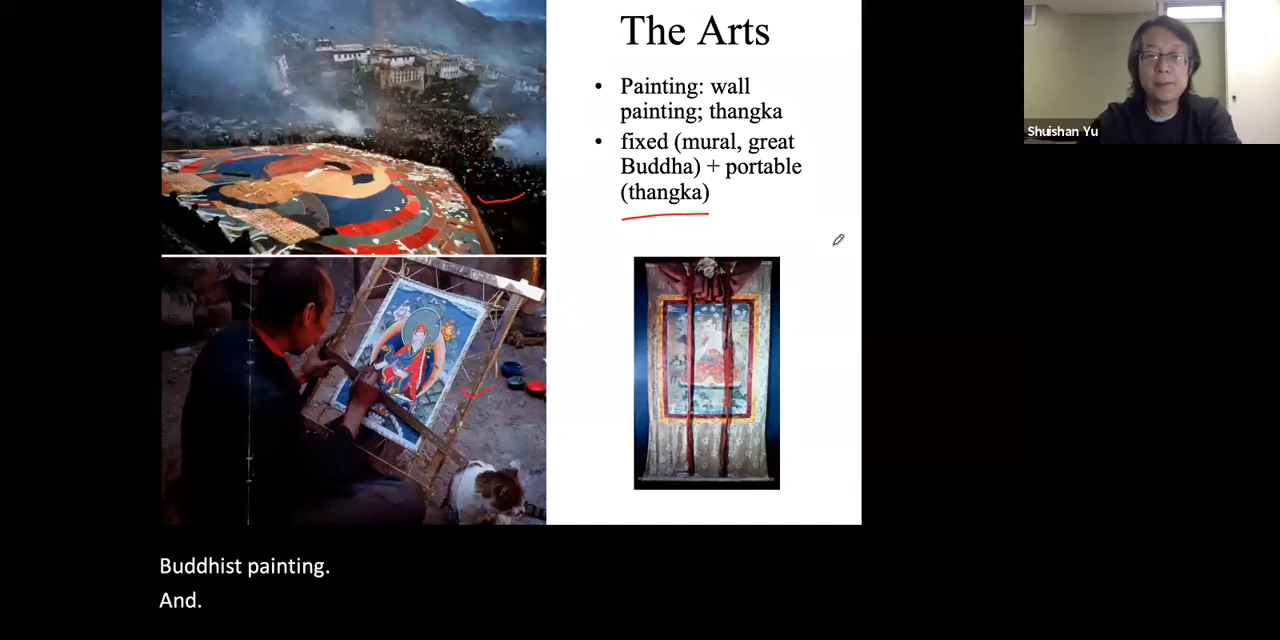 The Arts
• Painting: wall
painting; thangka
• fixed (mural, great
Buddha) + portable
(thangka)
Shuishan Yu
Buddhist painting.
And.